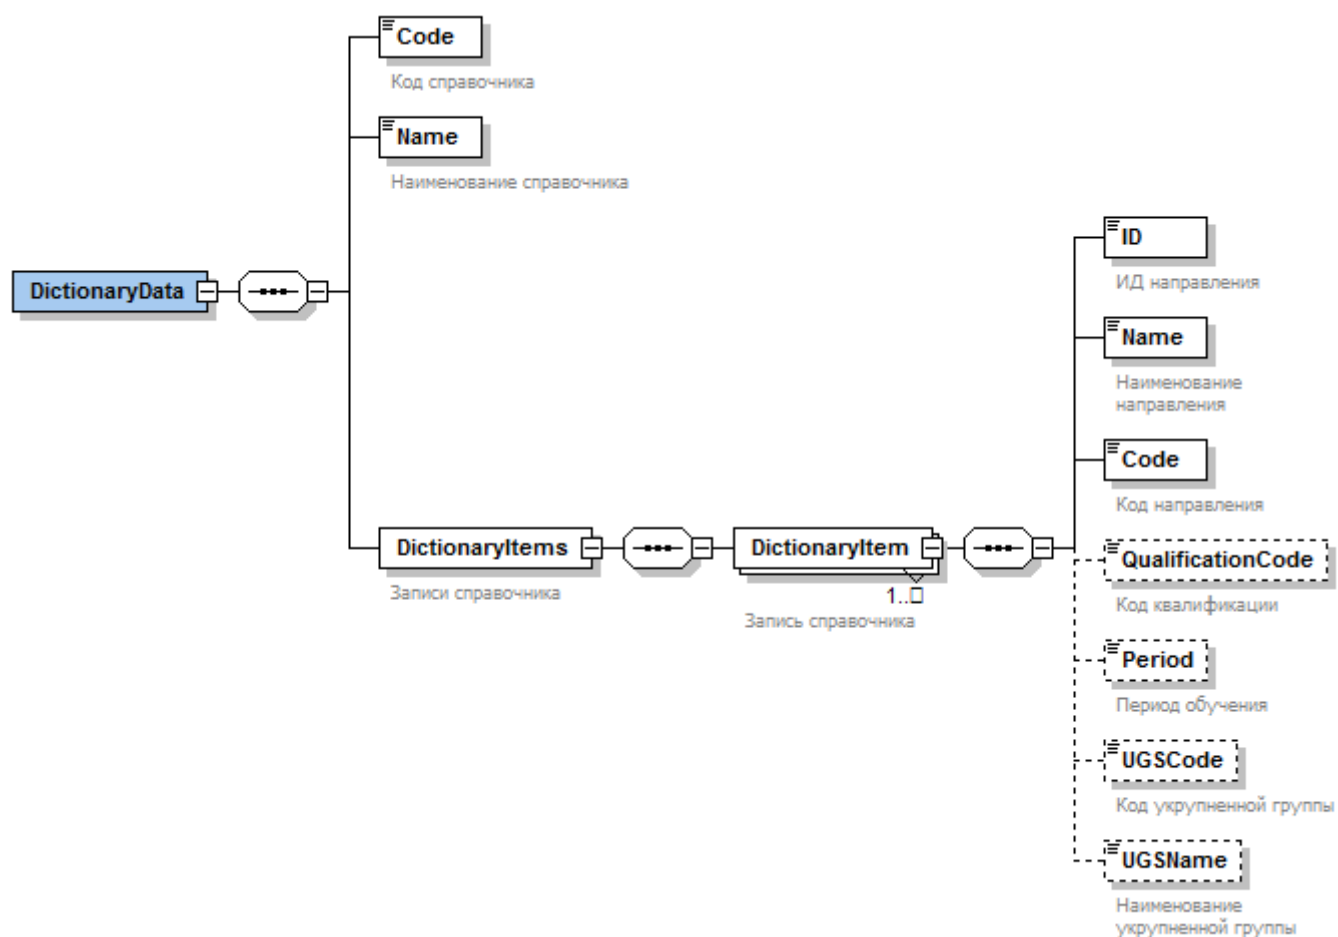 Code
Код справочника
Name
Наименование справочника
DictionaryData
DictionaryItems
Записи справочника
DictionaryItem
1..□
Запись справочника
ID
ИД направления
Name
Наименование
направления
Code
Код направления
QualificationCode
Код квалификации
Period
Период обучения
UGSCode
Код укрупненной группы
UGSName
Наименование
укрупненной группы